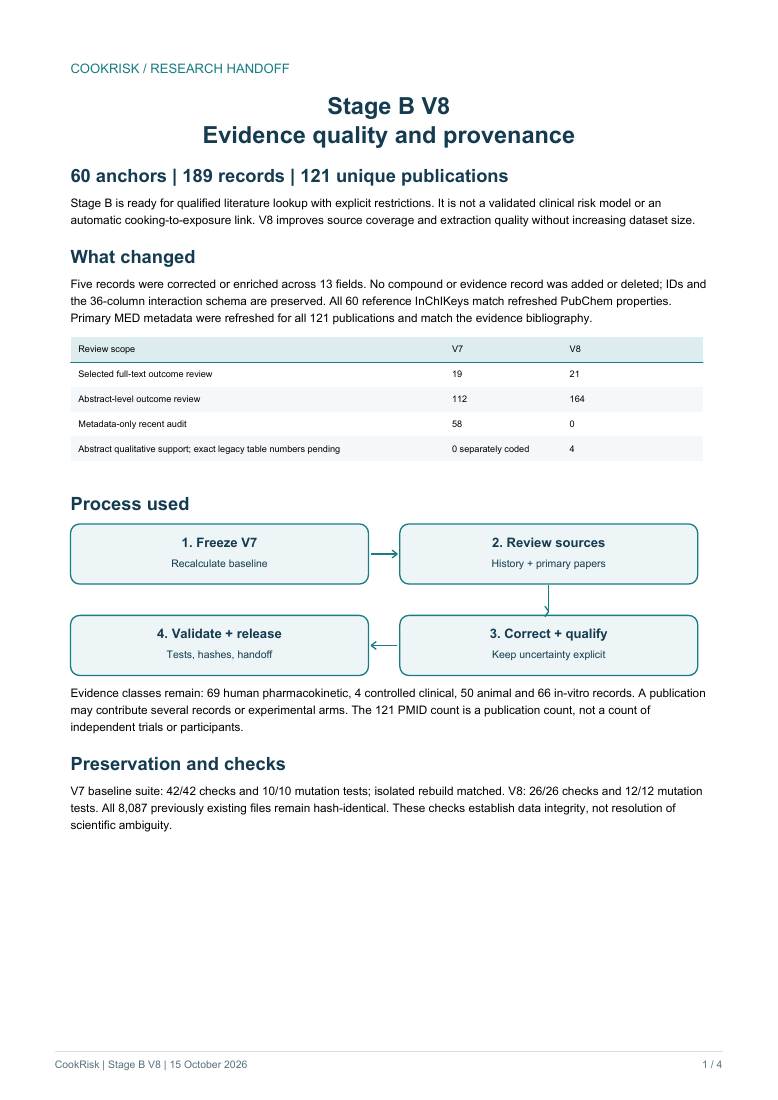 COOKRISK / RESEARCH HANDOFF
Stage B V8
Evidence quality and provenance
60 anchors | 189 records | 121 unique publications
Stage B is ready for qualified literature lookup with explicit restrictions. It is not a validated clinical risk model or an
automatic cooking-to-exposure link. V8 improves source coverage and extraction quality without increasing dataset size.
What changed
Five records were corrected or enriched across 13 fields. No compound or evidence record was added or deleted; IDs and
the 36-column interaction schema are preserved. All 60 reference InChIKeys match refreshed PubChem properties.
Primary MED metadata were refreshed for all 121 publications and match the evidence bibliography.
Review scope V7 V8
Selected full-text outcome review 19 21
Abstract-level outcome review 112 164
Metadata-only recent audit 58 0
Abstract qualitative support; exact legacy table numbers pending 0 separately coded 4
Process used
1. Freeze V7
Recalculate baseline
2. Review sources
History + primary papers
4. Validate + release
Tests, hashes, handoff
3. Correct + qualify
Keep uncertainty explicit
Evidence classes remain: 69 human pharmacokinetic, 4 controlled clinical, 50 animal and 66 in-vitro records. A publication
may contribute several records or experimental arms. The 121 PMID count is a publication count, not a count of
independent trials or participants.
Preservation and checks
V7 baseline suite: 42/42 checks and 10/10 mutation tests; isolated rebuild matched. V8: 26/26 checks and 12/12 mutation
tests. All 8,087 previously existing files remain hash-identical. These checks establish data integrity, not resolution of
scientific ambiguity.
CookRisk | Stage B V8 | 15 October 2026 1 / 4